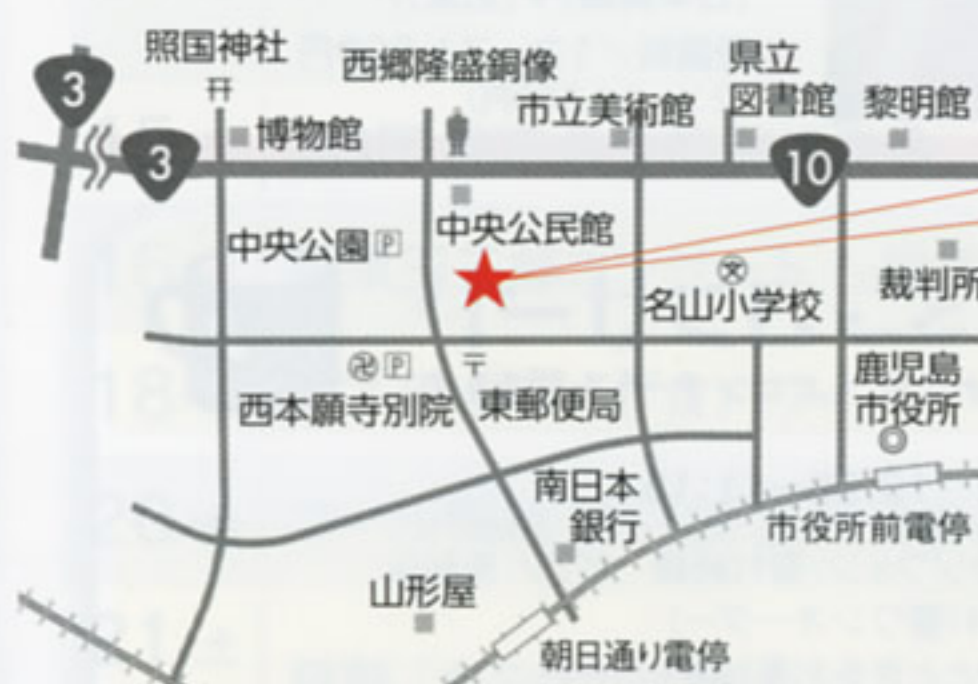 照国神社
西郷隆盛銅像
県立
図書館
市立美術館
黎明館
3
博物館
3
10
中央公園
P
中央公民館
文
名山小学校
裁判所
卍
P
〒
西本願寺別院
東郵便局
鹿児島
市役所
南日本
銀行
市役所前電停
山形屋
朝日通り電停